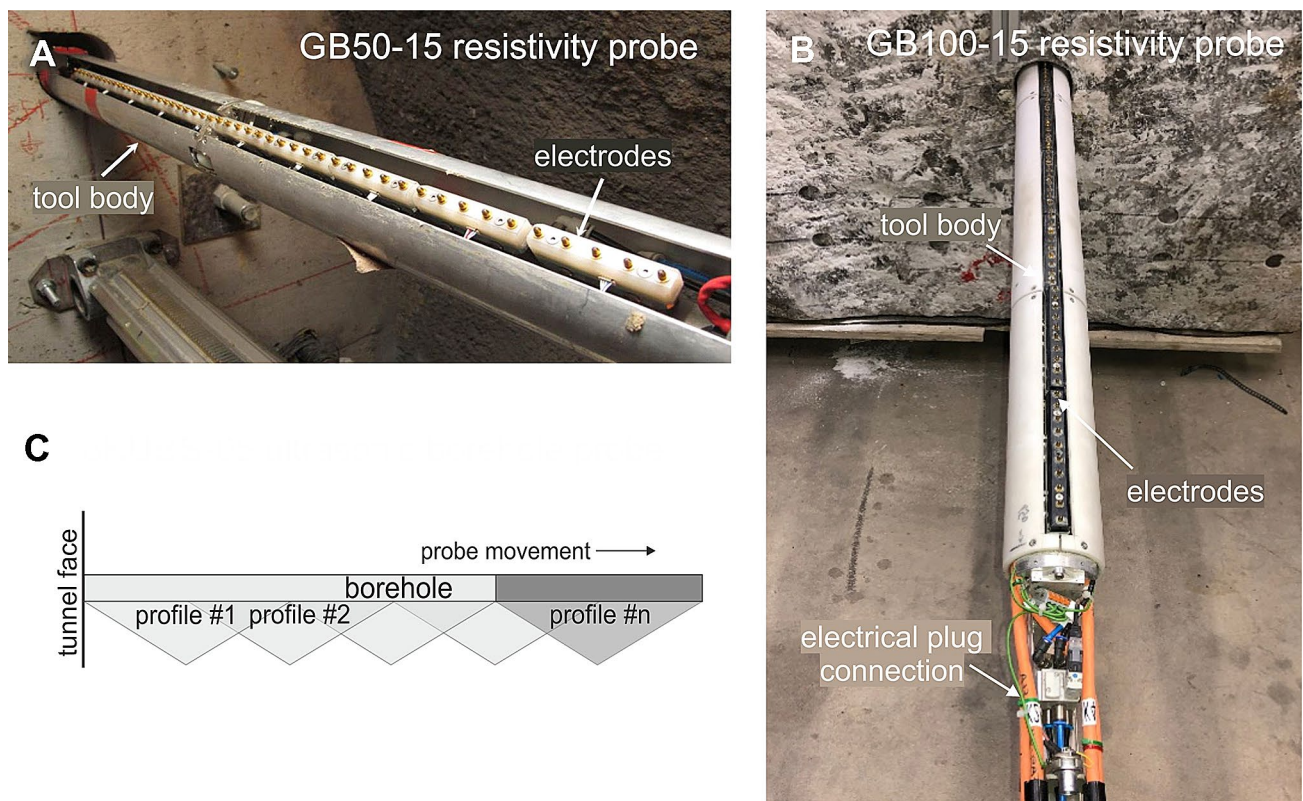 A
GB50-15 resistivity probe
electrodes
tool body
B
GB100-15 resistivity probe
tool body
electrodes
electrical plug
connection
C
tunnel face
probe movement
borehole
profile #1
profile #2
profile #n